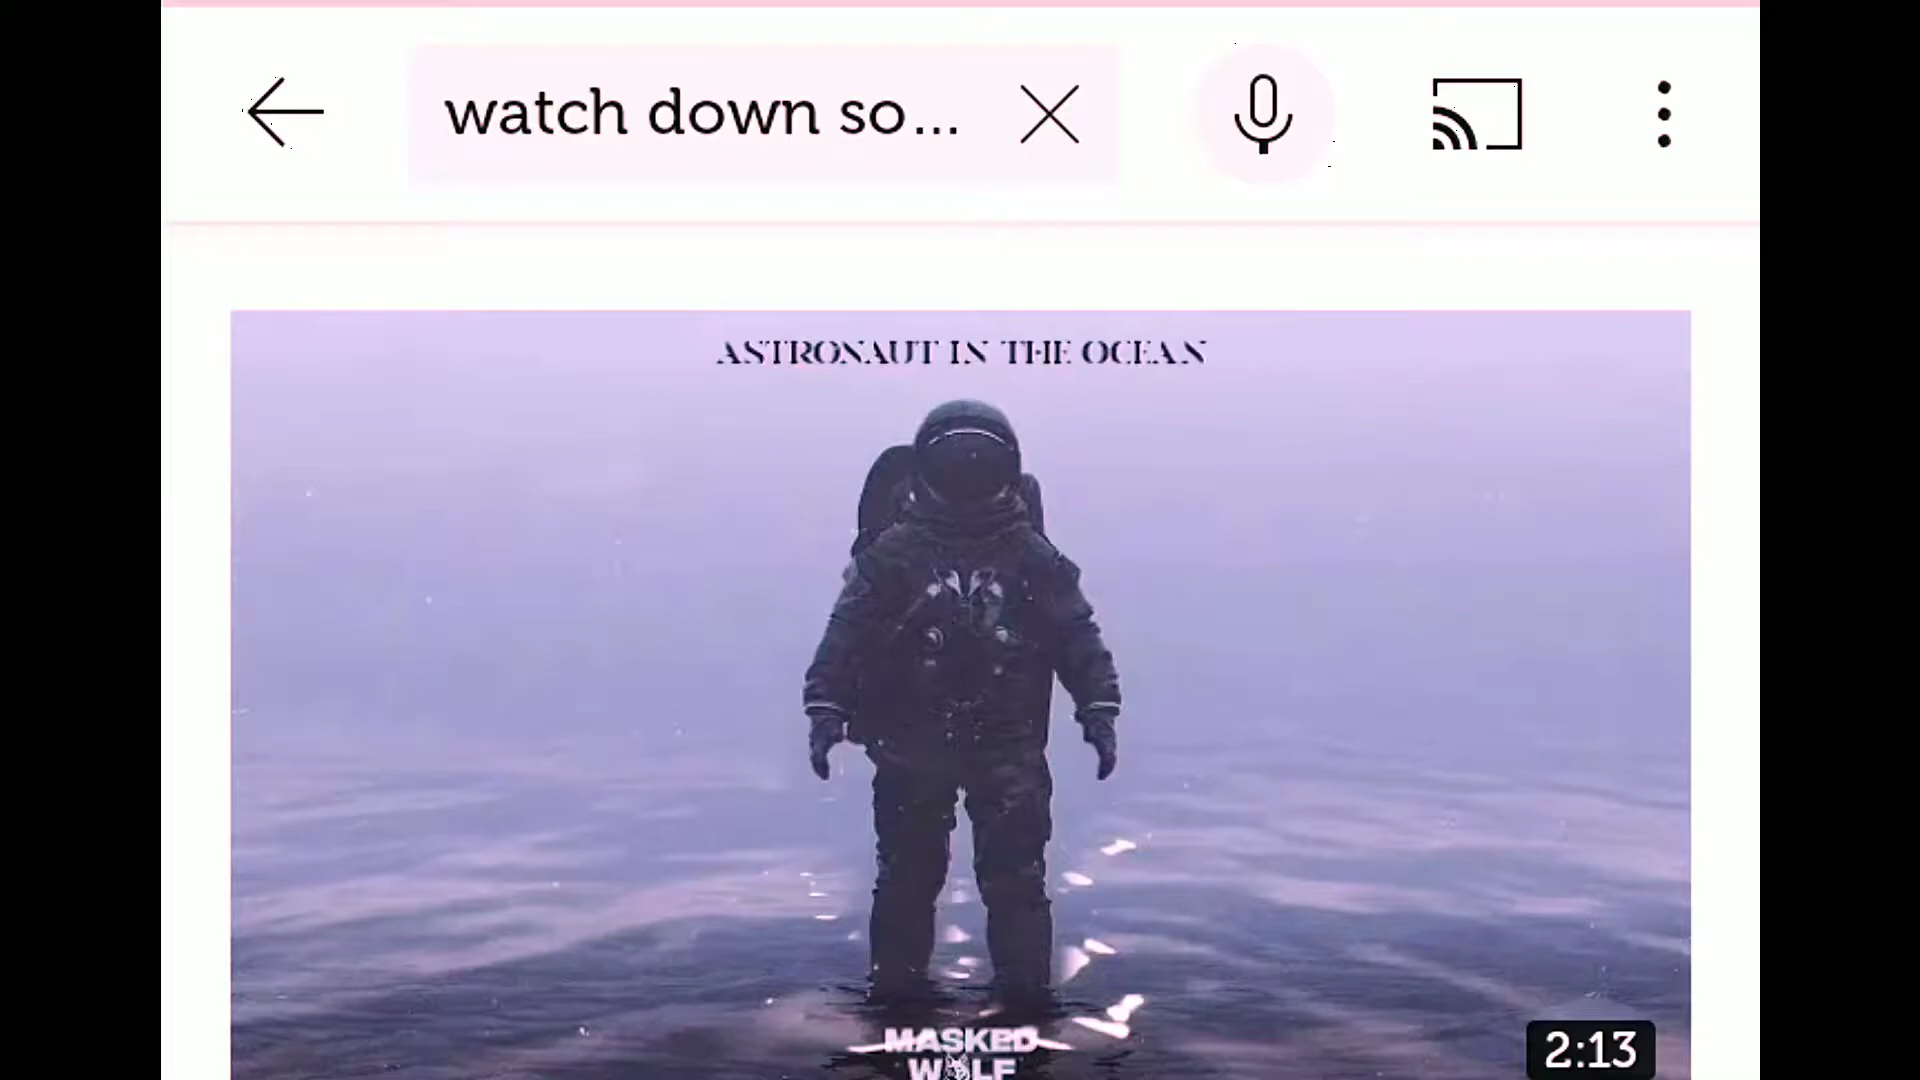 watch down so...
ASTRONAUT IN THE OCEAN
MASKED
WOLF
2:13